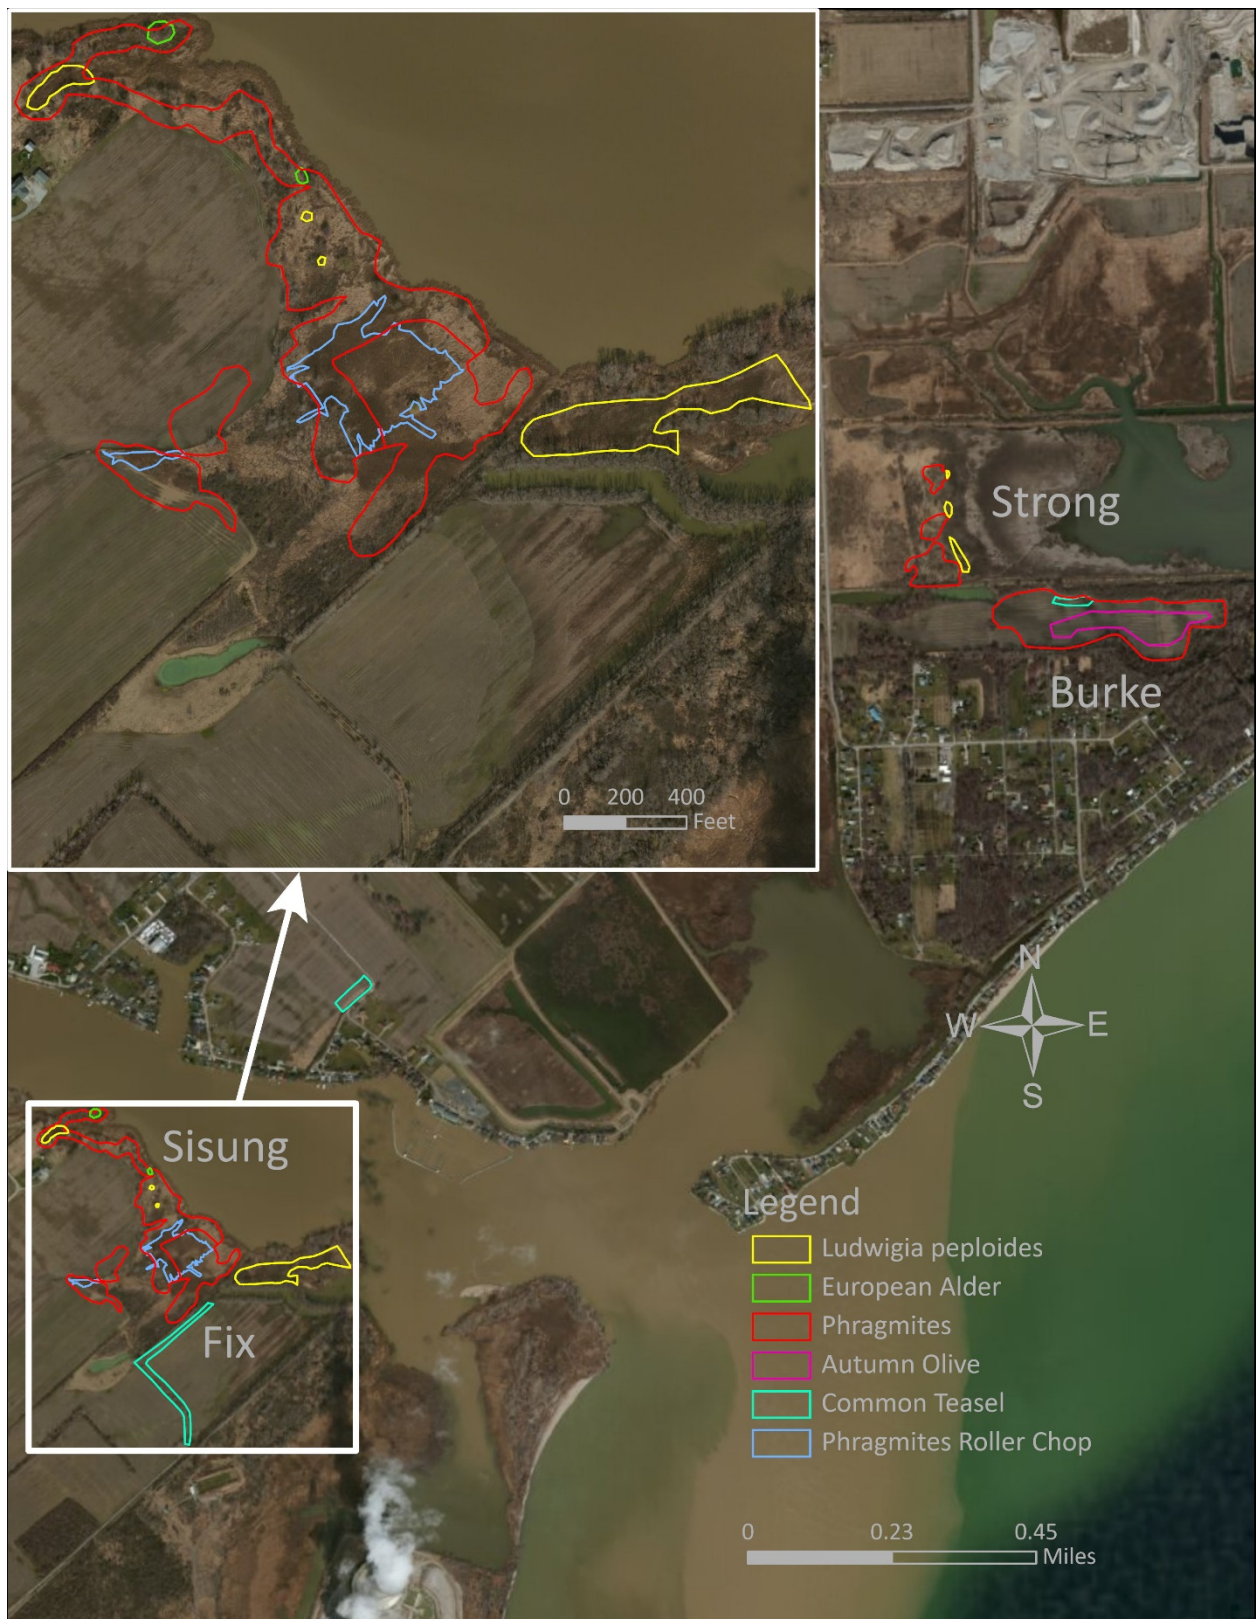 0 200 400
Feet
Strong
Burke
N
W E
S
Sisung
Fix
Legend
Ludwigia peploides
European Alder
Phragmites
Autumn Olive
Common Teasel
Phragmites Roller Chop
0 0.23 0.45
Miles